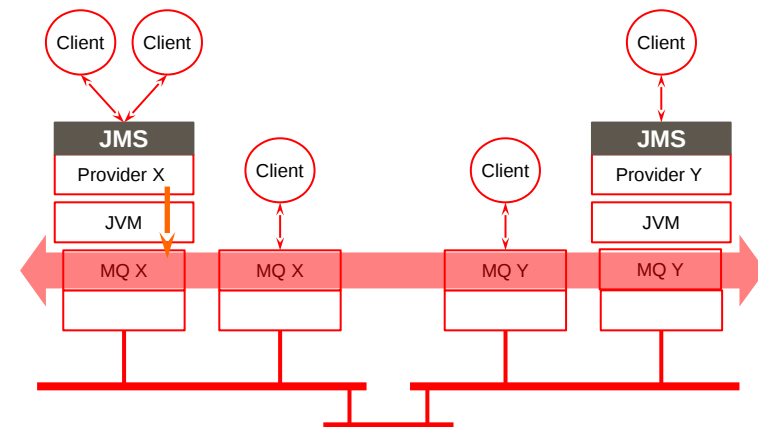 Client
Client
Client
JMS
JMS
Provider X
Client
Client
Provider Y
JVM
JVM
MQ X
MQ X
MQ Y
MQ Y